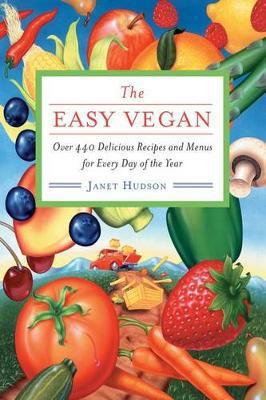 The
EASY VEGAN
Over 440 Delicious Recipes and Menus
for Every Day of the Year
JANET HUDSON